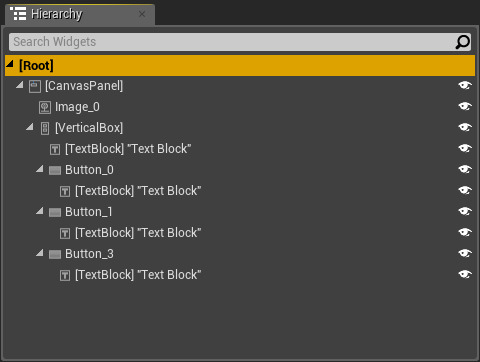 Hierarchy
Search Widgets
[Root]
[CanvasPanel]
Image_0
[VerticalBox]
[TextBlock] "Text Block"
Button_0
[TextBlock] "Text Block"
Button_1
[TextBlock] "Text Block"
Button_3
[TextBlock] "Text Block"